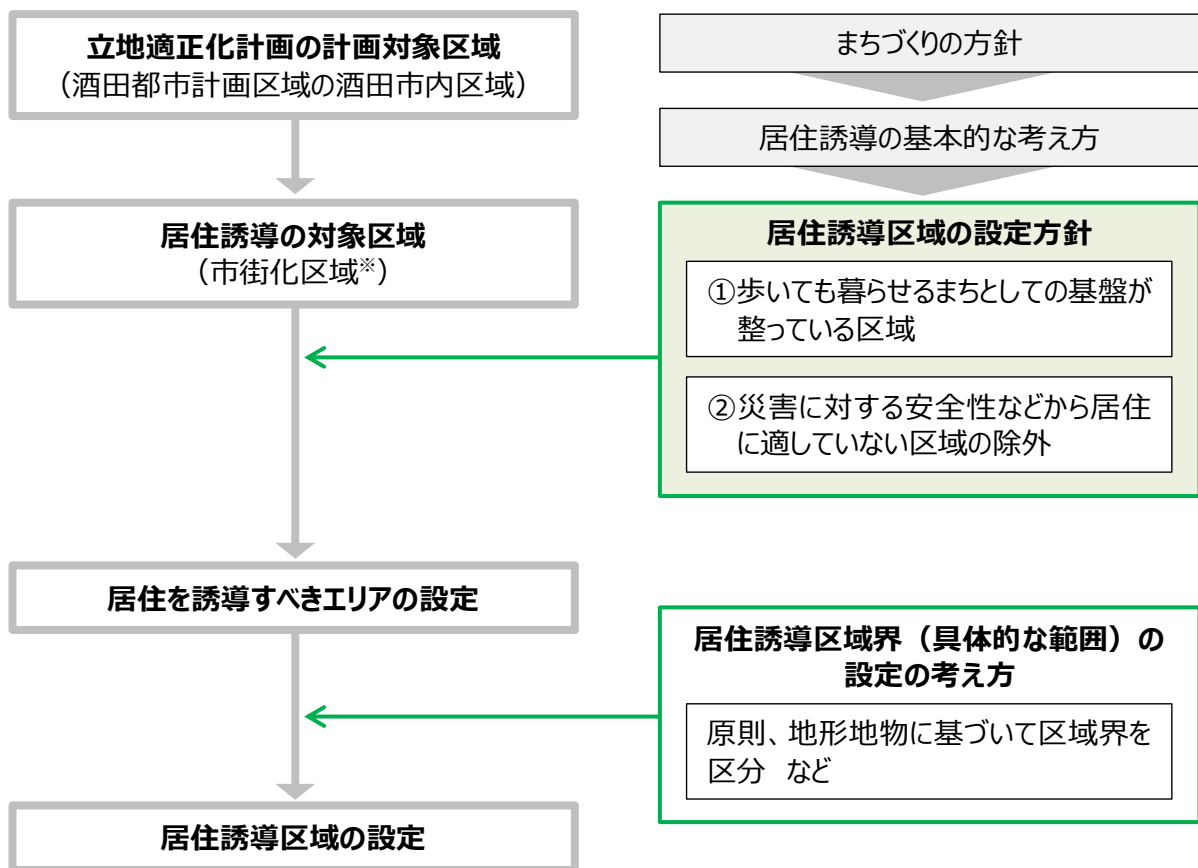 立地適正化計画の計画対象区域
（酒田都市計画区域の酒田市内区域）
居住誘導の対象区域
（市街化区域※）
居住を誘導すべきエリアの設定
居住誘導区域の設定
まちづくりの方針
居住誘導の基本的な考え方
居住誘導区域の設定方針
①歩いても暮らせるまちとしての基盤が
整っている区域
②災害に対する安全性などから居住
に適していない区域の除外
居住誘導区域界（具体的な範囲）の
設定の考え方
原則、地形地物に基づいて区域界を
区分　など